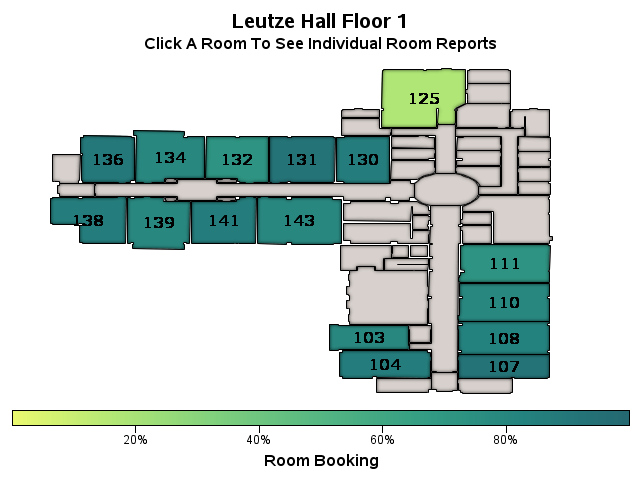 Leutze Hall Floor 1
Click A Room To See Individual Room Reports
125
136 134 132 131 130
138 139 141 143
111
110
103 108
104 107
20% 40% 60% 80%
Room Booking